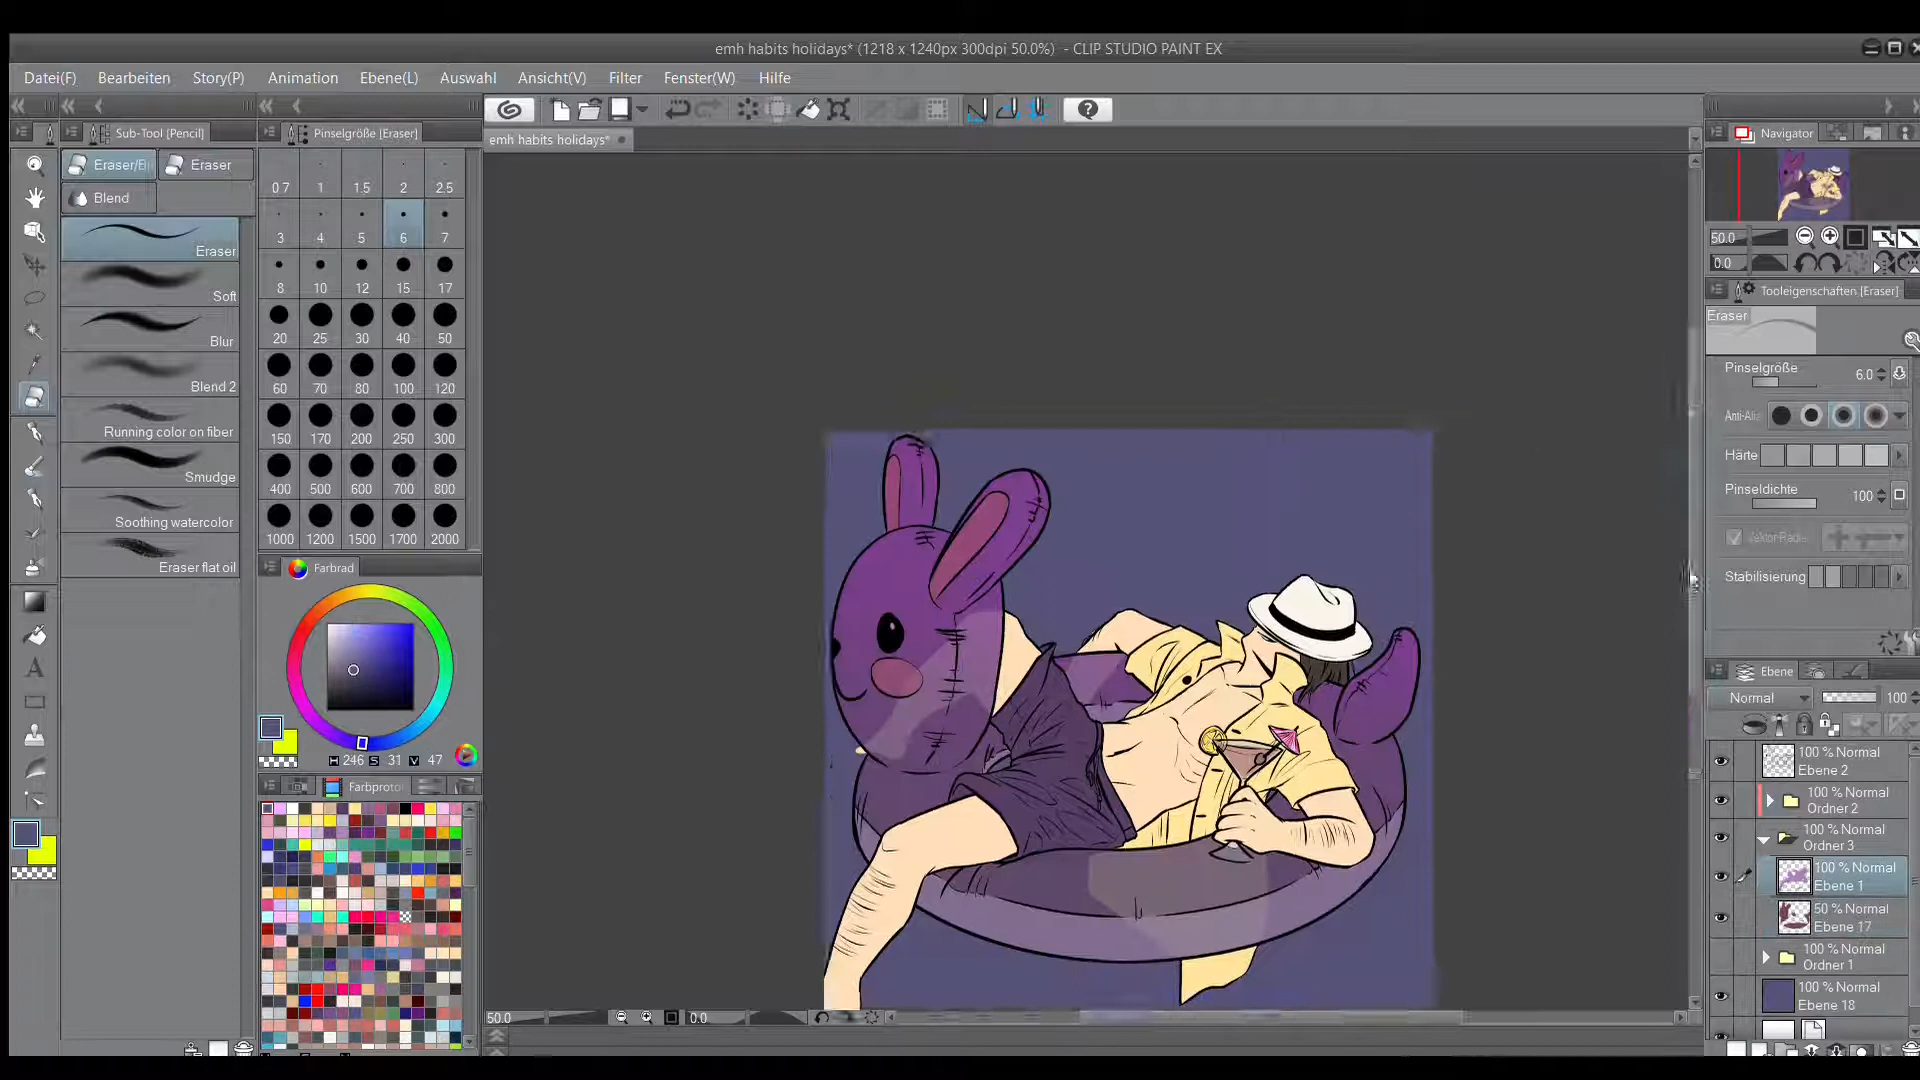 emh habits holidays* (1218 x 1240px 300dpi 50.0%) - CLIP STUDIO PAINT EX
Datei(F) Bearbeiten Story(P) Animation Ebene(L) Auswahl Ansicht(V) Filter Fenster(W) Hilfe
Sub-Tool [Pencil]
Pinselgröße [Eraser]
emh habits holidays*
Navigator
Eraser
Blend
Eraser
Soft
Blur
Blend 2
Running color on fiber
Smudge
Soothing watercolor
Eraser flat oil
0.7 1 1.5 2 2.5
3 4 5 6 7
8 10 12 15 17
20 25 30 40 50
60 70 80 100 120
150 170 200 250 300
400 500 600 700 800
1000 1200 1500 1700 2000
Farbrad
H 246 S 31 V 47
50.0 0.0
50.0
0.0
Tooleigenschaften [Eraser]
Eraser
Pinselgröße 6.0
Härte
Pinseldichte 100
Stabilisierung
Ebene
Normal 100
100 % Normal
Ebene 2
100 % Normal
Ordner 2
100 % Normal
Ordner 3
100 % Normal
Ebene 1
50 % Normal
Ebene 17
100 % Normal
Ordner 1
100 % Normal
Ebene 18